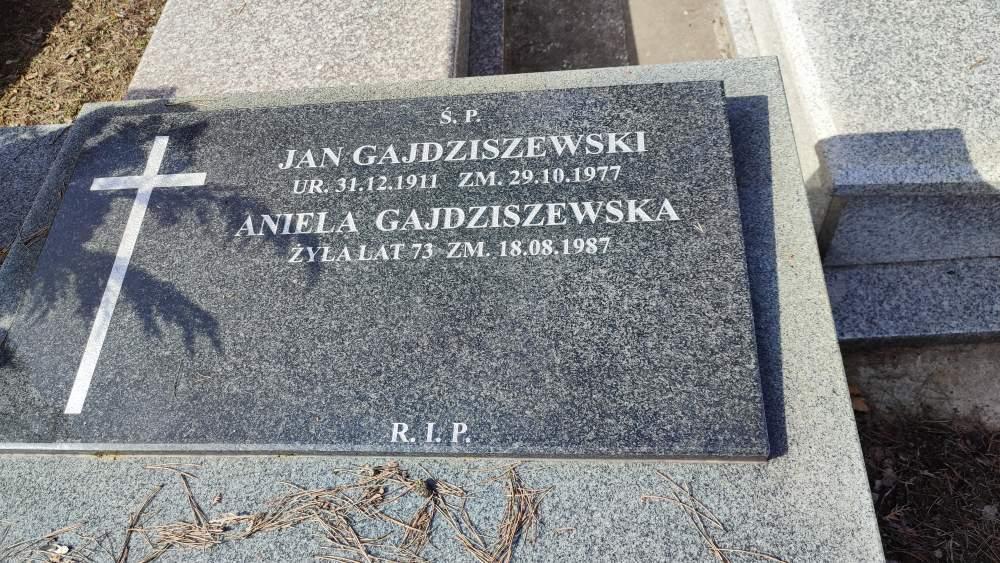 Ś. P.
JAN GAJDZISZEWSKI
UR. 31.12.1911 ZM. 29.10.1977
ANIELA GAJDZISZEWSKA
ŻYŁA LAT 73 ZM. 18.08.1987
R. I. P.